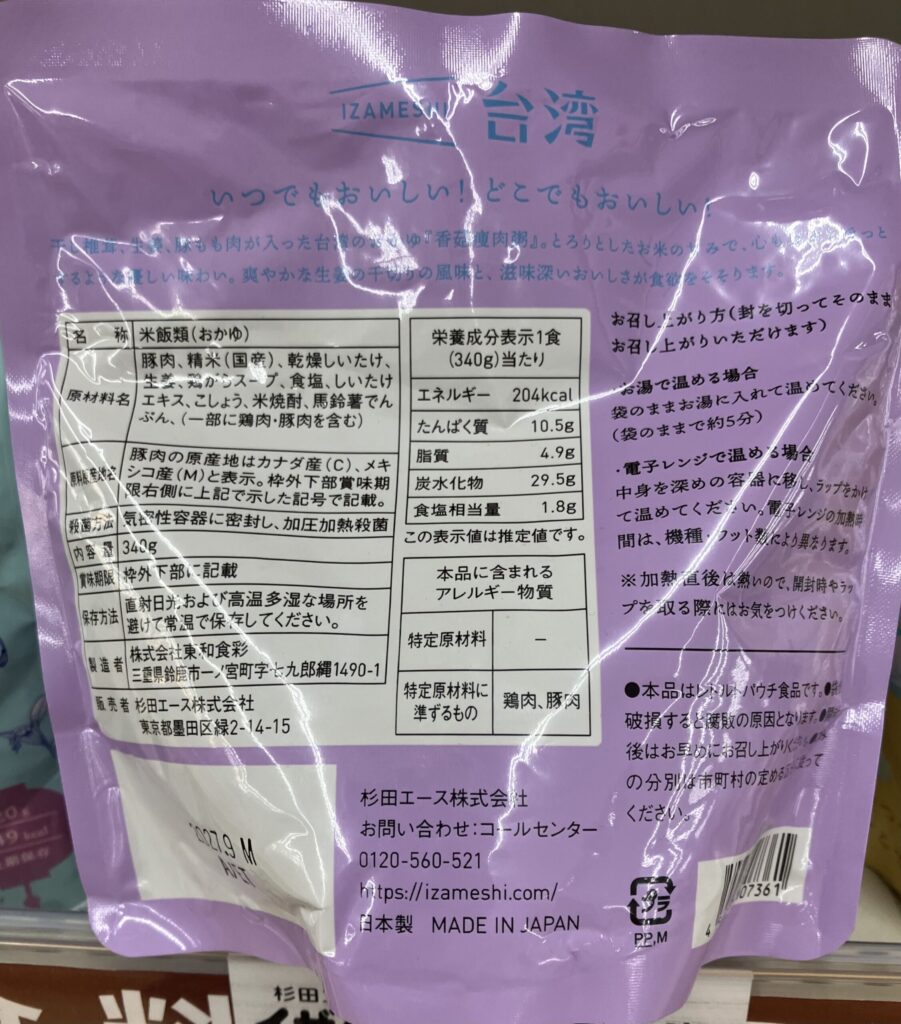 IZAMESHI 台湾
いつでもおいしい! どこでもおいしい!
干し椎茸、生姜、豚もも肉が入った台湾のおかゆ『香菇痩肉粥』。とろりとしたお米の
優しい味わい。爽やかな生姜の千切りの風味と、滋味深いおいしさが食欲をそそります。
名 称 米飯類(おかゆ)
原材料名 豚肉、精米(国産)、乾燥しいたけ、
生姜、鶏がらスープ、食塩、しいたけ
エキス、こしょう、米焼酎、馬鈴薯でん
ぷん、(一部に鶏肉・豚肉を含む)
原料原産地名 豚肉の原産地はカナダ産(C)、メキ
シコ産(M)と表示。枠外下部賞味期
限右側に上記で示した記号で記載。
殺菌方法 気密性容器に密封し、加圧加熱殺菌
内容量 340g
賞味期限 枠外下部に記載
保存方法 直射日光および高温多湿な場所を
避けて常温で保存してください。
製造者 株式会社東和食彩
三重県鈴鹿市一ノ宮町字七九郎縄1490-1
販売者 杉田エース株式会社
東京都墨田区緑2-14-15
栄養成分表示1食
(340g)当たり
エネルギー 204kcal
たんぱく質 10.5g
脂質 4.9g
炭水化物 29.5g
食塩相当量 1.8g
この表示値は推定値です。
本品に含まれる
アレルギー物質
特定原材料 −
特定原材料に
準ずるもの 鶏肉、豚肉
お召し上がり方(封を切ってそのまま
お召し上がりいただけます)
・お湯で温める場合
袋のままお湯に入れて温めてください。
(袋のままで約5分)
・電子レンジで温める場合
中身を深めの容器に移し、ラップをかけ
て温めてください。電子レンジの加熱時
間は、機種・ワット数により異なります。
※加熱直後は熱いので、開封時やラッ
プを取る際にはお気をつけください。
●本品はレトルトパウチ食品です。
破損すると腐敗の原因となります。
後はお早めにお召し上がりください。
の分別は市町村の定める
ください。
杉田エース株式会社
お問い合わせ:コールセンター
0120-560-521
https://izameshi.com/
日本製 MADE IN JAPAN
プラ
PP,M
07361
杉田